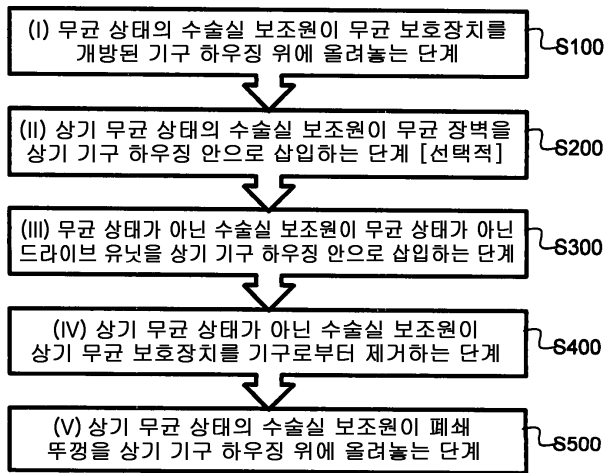 (I) 무균 상태의 수술실 보조원이 무균 보호장치를
개방된 기구 하우징 위에 올려놓는 단계
S100
(II) 상기 무균 상태의 수술실 보조원이 무균 장벽을
상기 기구 하우징 안으로 삽입하는 단계 [선택적]
S200
(III) 무균 상태가 아닌 수술실 보조원이 무균 상태가 아닌
드라이브 유닛을 상기 기구 하우징 안으로 삽입하는 단계
S300
(IV) 상기 무균 상태가 아닌 수술실 보조원이
상기 무균 보호장치를 기구로부터 제거하는 단계
S400
(V) 상기 무균 상태의 수술실 보조원이 폐쇄
뚜껑을 상기 기구 하우징 위에 올려놓는 단계
S500